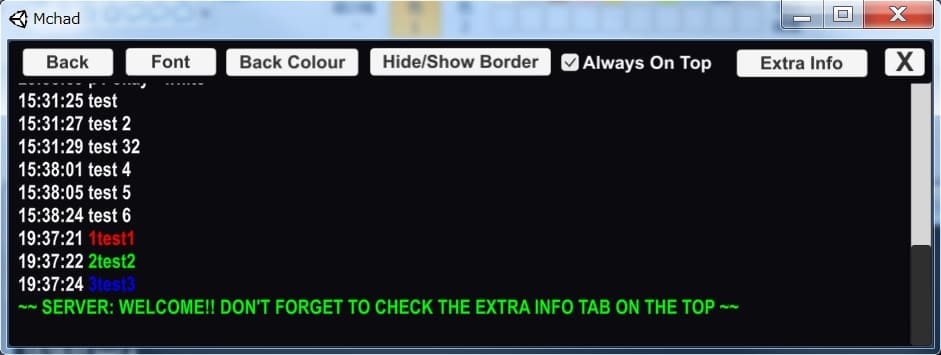 Mchad
Back Font Back Colour Hide/Show Border Always On Top Extra Info X
15:31:25 test
15:31:27 test 2
15:31:29 test 32
15:38:01 test 4
15:38:05 test 5
15:38:24 test 6
19:37:21 1test1
19:37:22 2test2
19:37:24 3test3
~~ SERVER: WELCOME!! DON'T FORGET TO CHECK THE EXTRA INFO TAB ON THE TOP ~~